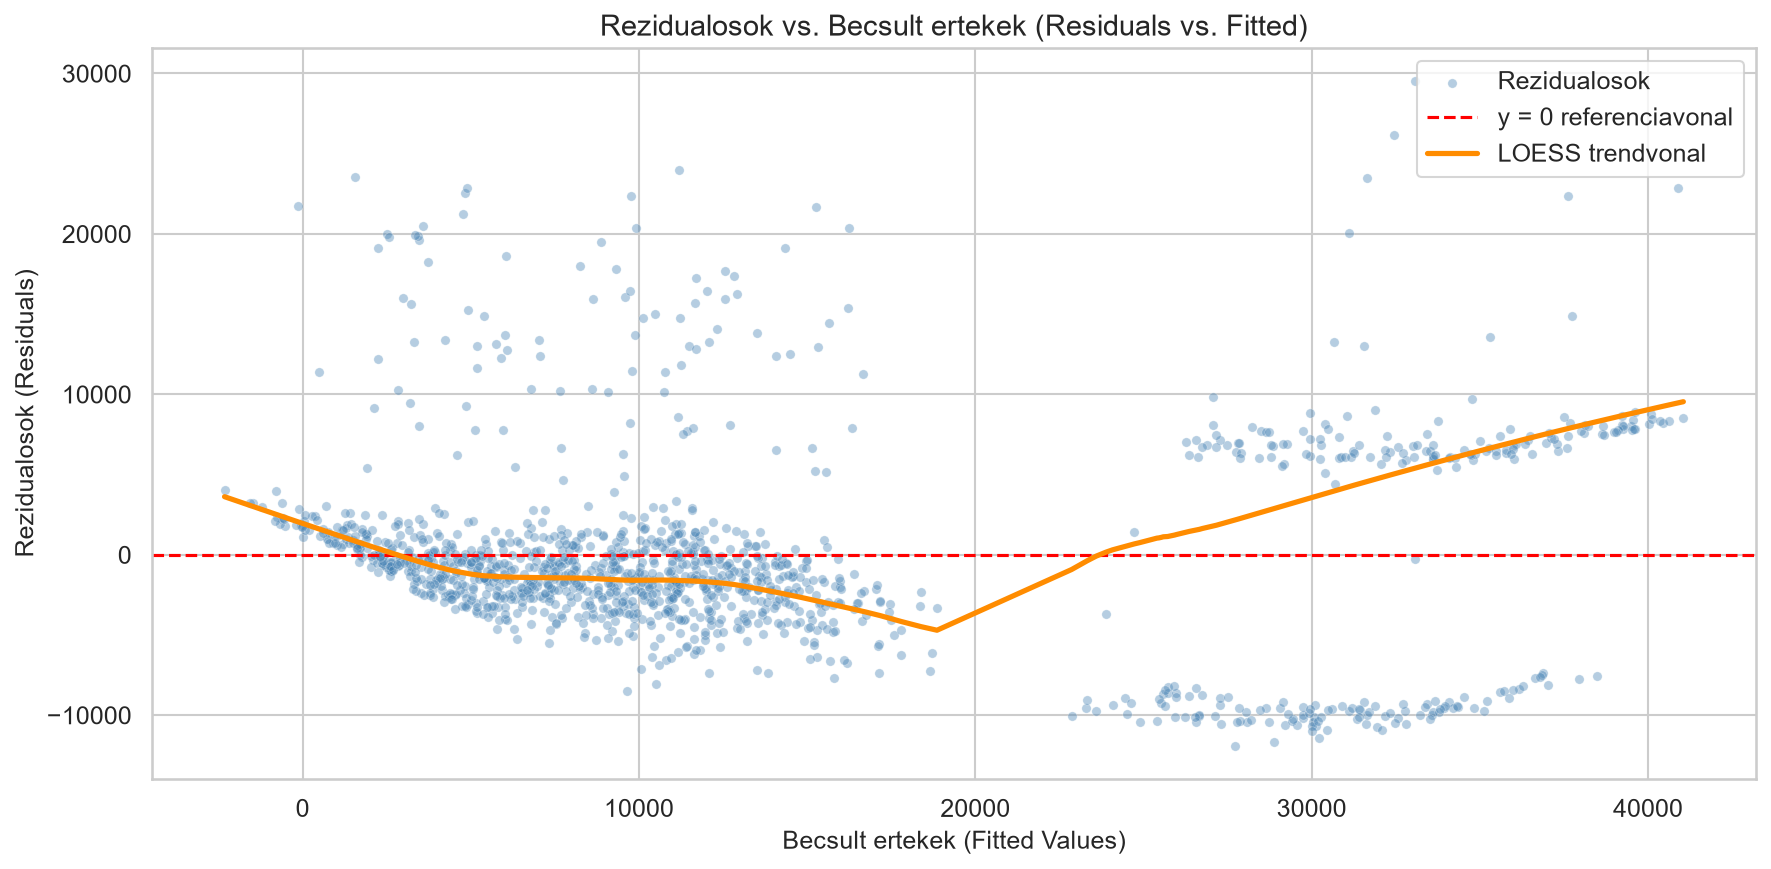 Rezidualosok vs. Becsult ertekek (Residuals vs. Fitted)
30000
20000
10000
0
−10000
Rezidualosok (Residuals)
Rezidualosok
y = 0 referenciavonal
LOESS trendvonal
0
10000
20000
30000
40000
Becsult ertekek (Fitted Values)